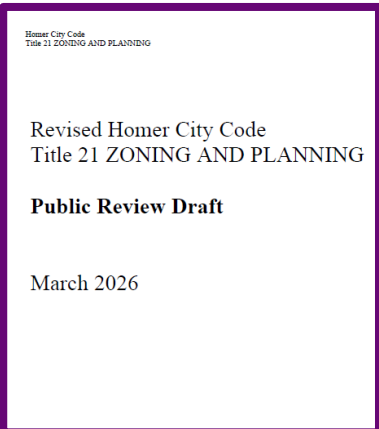 Homer City Code
Title 21 ZONING AND PLANNING
Revised Homer City Code
Title 21 ZONING AND PLANNING
Public Review Draft
March 2026